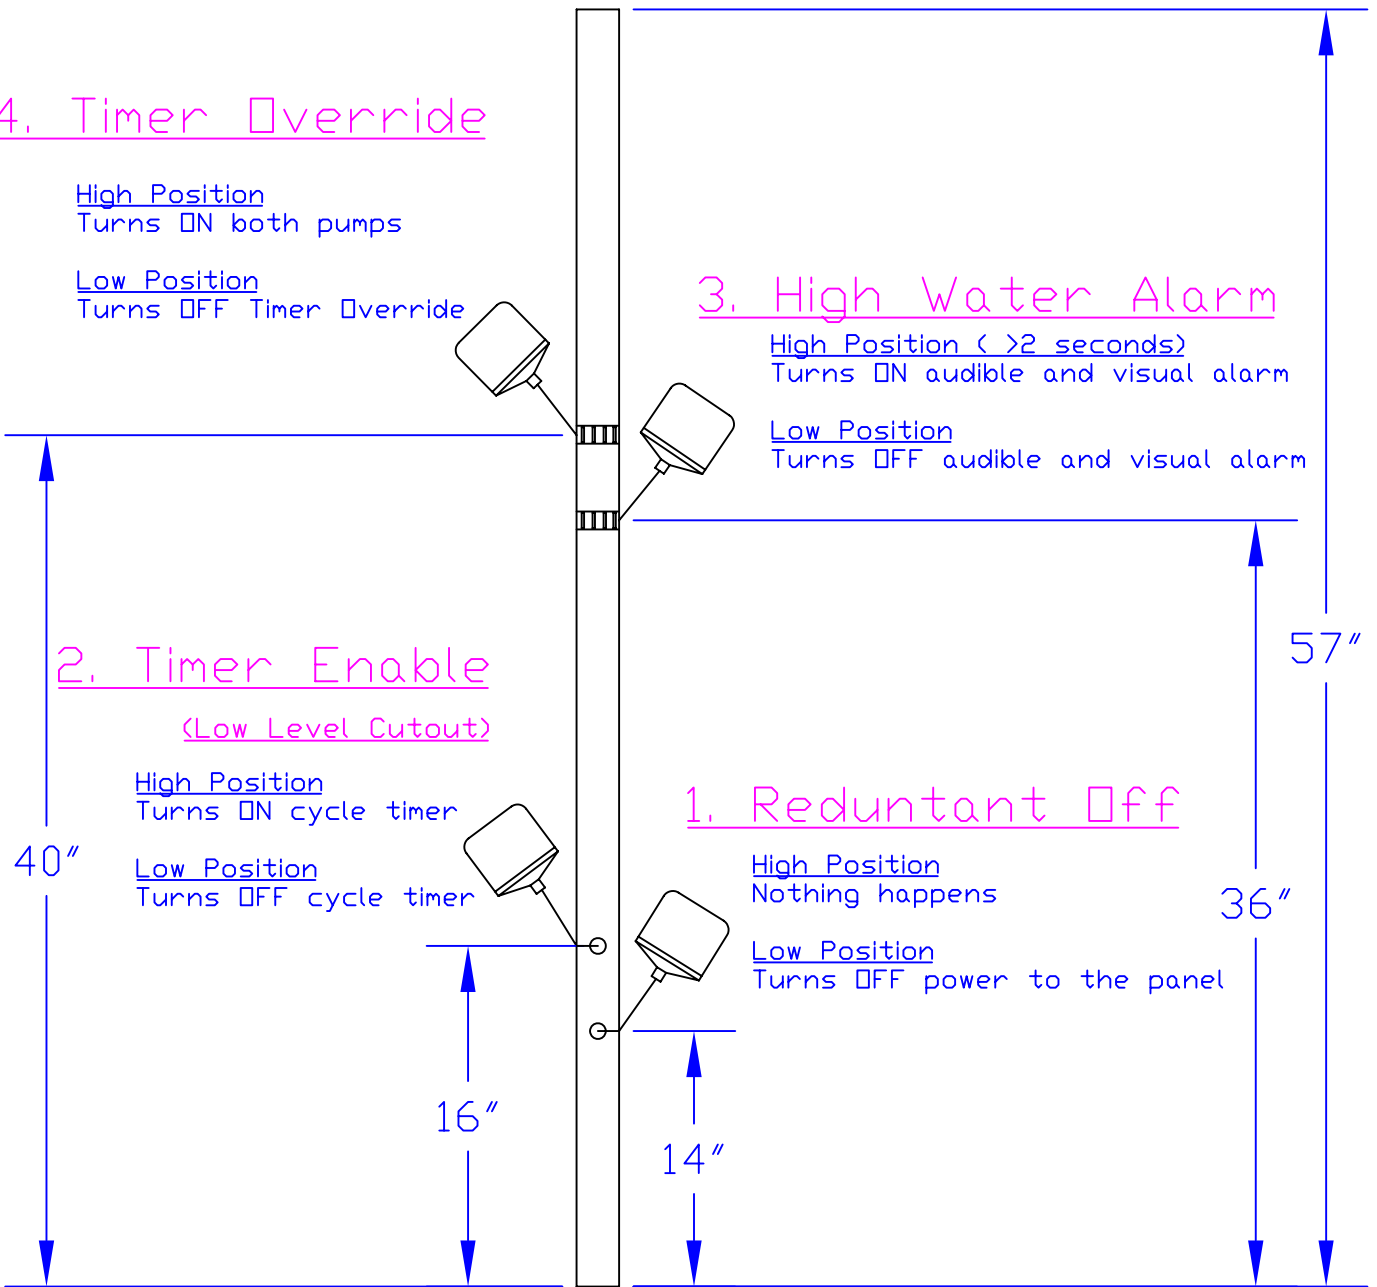 4. Timer Override
High Position
Turns ON both pumps
Low Position
Turns OFF Timer Override
3. High Water Alarm
High Position ( >2 seconds)
Turns ON audible and visual alarm
Low Position
Turns OFF audible and visual alarm
57"
2. Timer Enable
(Low Level Cutout)
High Position
Turns ON cycle timer
Low Position
Turns OFF cycle timer
40"
1. Reduntant Off
High Position
Nothing happens
Low Position
Turns OFF power to the panel
36"
16"
14"